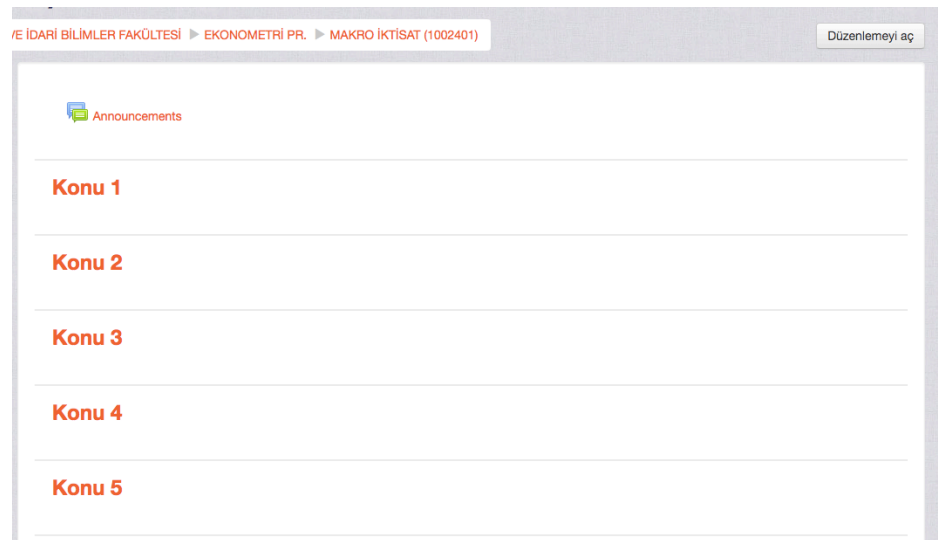 VE İDARİ BİLİMLER FAKÜLTESİ ▶ EKONOMETRİ PR. ▶ MAKRO İKTİSAT (1002401)
Düzenlemeyi aç
Announcements
Konu 1
Konu 2
Konu 3
Konu 4
Konu 5